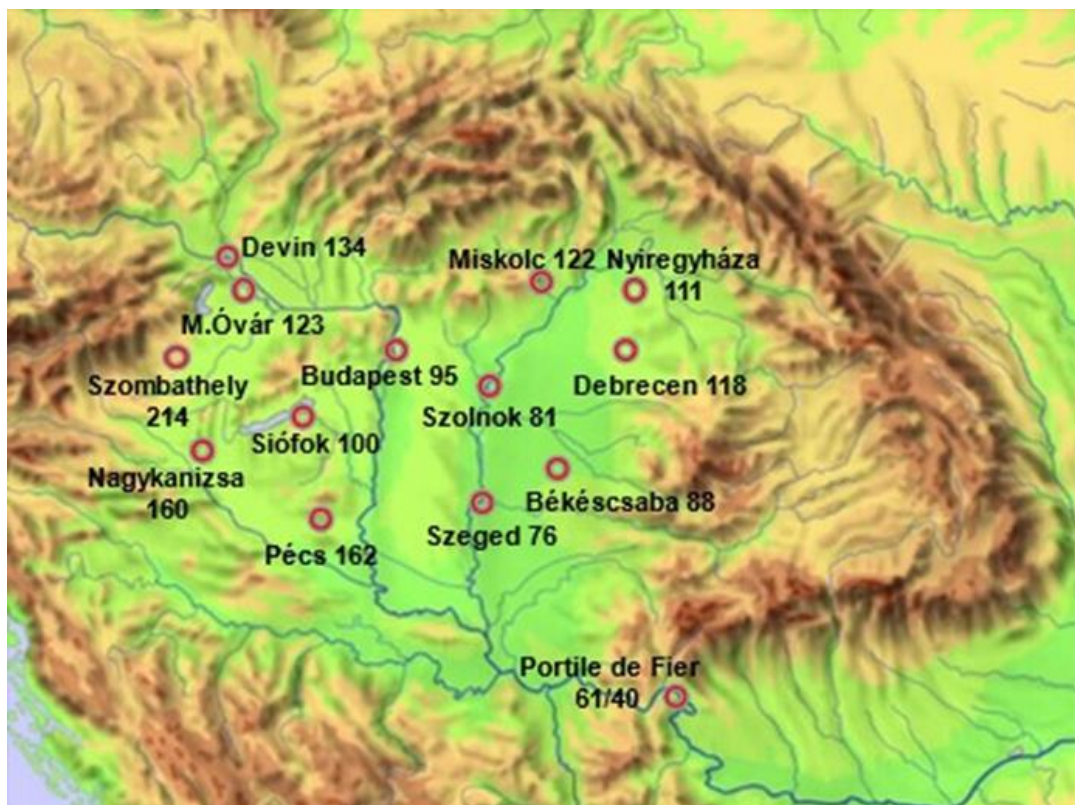 Devin 134
Miskolc 122
Nyíregyháza
111
M.Óvár 123
Budapest 95
Szombathely
214
Debrecen 118
Szolnok 81
Siófok 100
Nagykanizsa
160
Békéscsaba 88
Szeged 76
Pécs 162
Portile de Fier
61/40